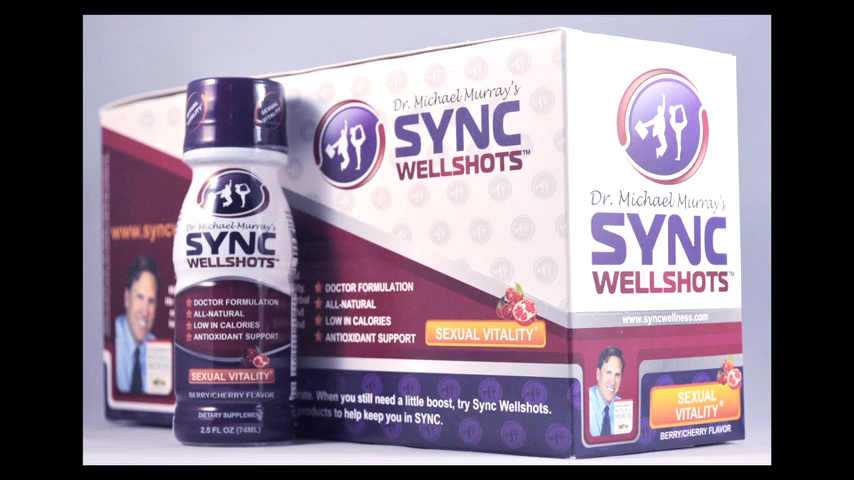 SEXUAL VITALITY
Dr. Michael Murray's
SYNC
WELLSHOTS™
DOCTOR FORMULATION
ALL-NATURAL
LOW IN CALORIES
ANTIOXIDANT SUPPORT
SEXUAL VITALITY*
BERRY/CHERRY FLAVOR
DIETARY SUPPLEMENT
2.5 FL OZ (74ML)
www.sync
Dr. Michael Murray's
SYNC
WELLSHOTS™
DOCTOR FORMULATION
ALL-NATURAL
LOW IN CALORIES
ANTIOXIDANT SUPPORT
SEXUAL VITALITY*
When you still need a little boost, try Sync Wellshots.
products to help keep you in SYNC.
Dr. Michael Murray's
SYNC
WELLSHOTS™
www.syncwellness.com
SEXUAL
VITALITY*
BERRY/CHERRY FLAVOR